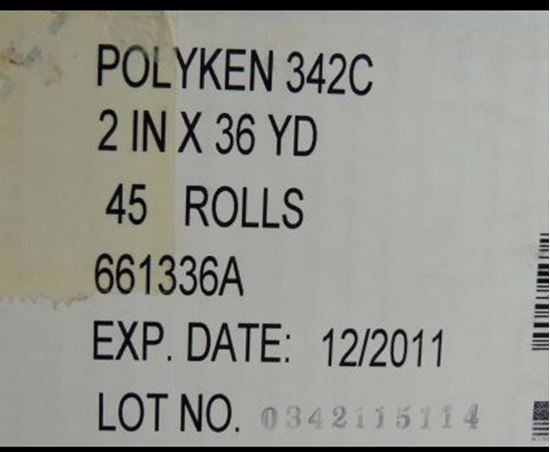 POLYKEN 342C
2 IN X 36 YD
45 ROLLS
661336A
EXP. DATE: 12/2011
LOT NO. 0342115114